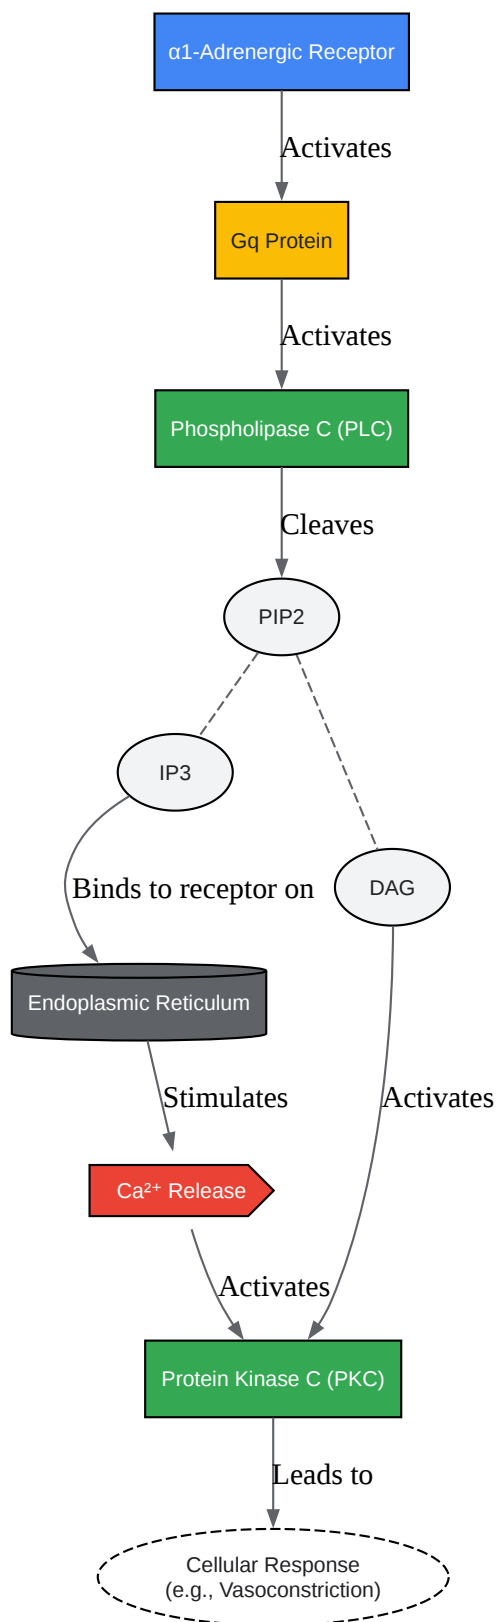 α1-Adrenergic Receptor
Activates
Gq Protein
Activates
Phospholipase C (PLC)
Cleaves
PIP2
IP3
Binds to receptor on
DAG
Endoplasmic Reticulum
Stimulates
Activates
Ca²⁺ Release
Activates
Protein Kinase C (PKC)
Leads to
Cellular Response
(e.g., Vasoconstriction)